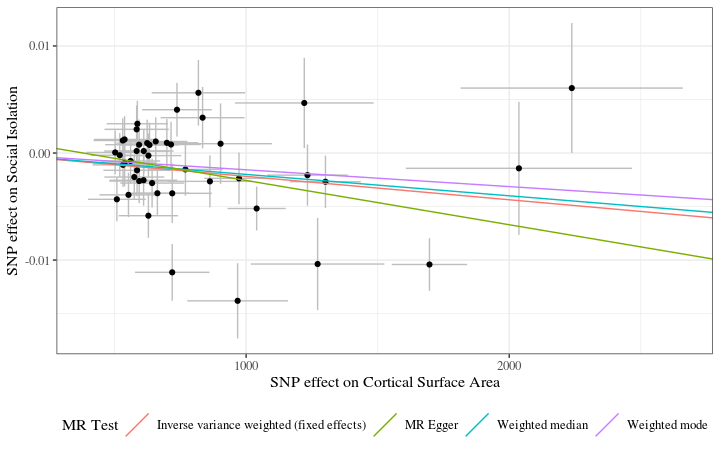 0.01
0.00
-0.01
SNP effect on Social Isolation
1000
2000
SNP effect on Cortical Surface Area
MR Test
Inverse variance weighted (fixed effects)
MR Egger
Weighted median
Weighted mode